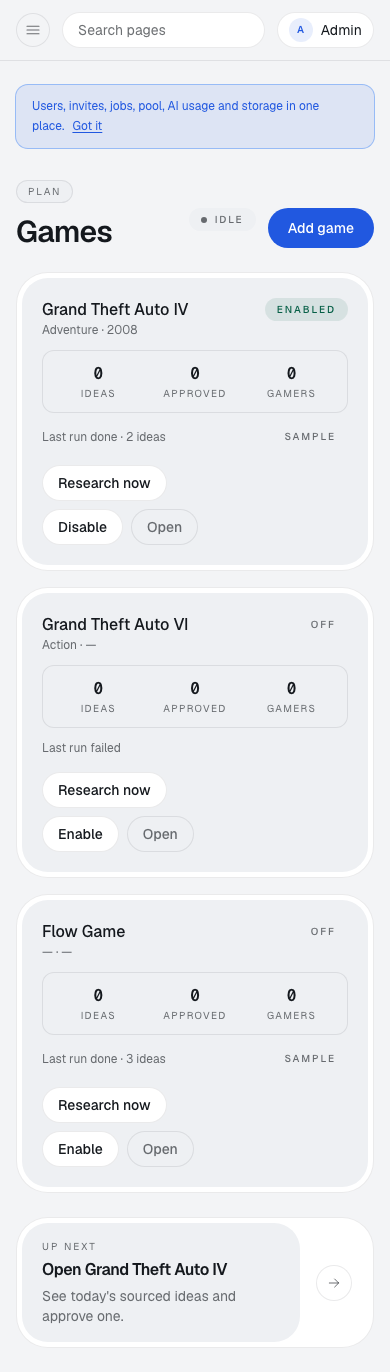 Search pages
A
Admin
Users, invites, jobs, pool, AI usage and storage in one
place. Got it
PLAN
Games
IDLE
Add game
Grand Theft Auto IV
ENABLED
Adventure · 2008
0 0 0
IDEAS APPROVED GAMERS
Last run done · 2 ideas
SAMPLE
Research now
Disable
Open
Grand Theft Auto VI
OFF
Action · —
0 0 0
IDEAS APPROVED GAMERS
Last run failed
Research now
Enable
Open
Flow Game
OFF
— · —
0 0 0
IDEAS APPROVED GAMERS
Last run done · 3 ideas
SAMPLE
Research now
Enable
Open
UP NEXT
Open Grand Theft Auto IV
See today's sourced ideas and
approve one.